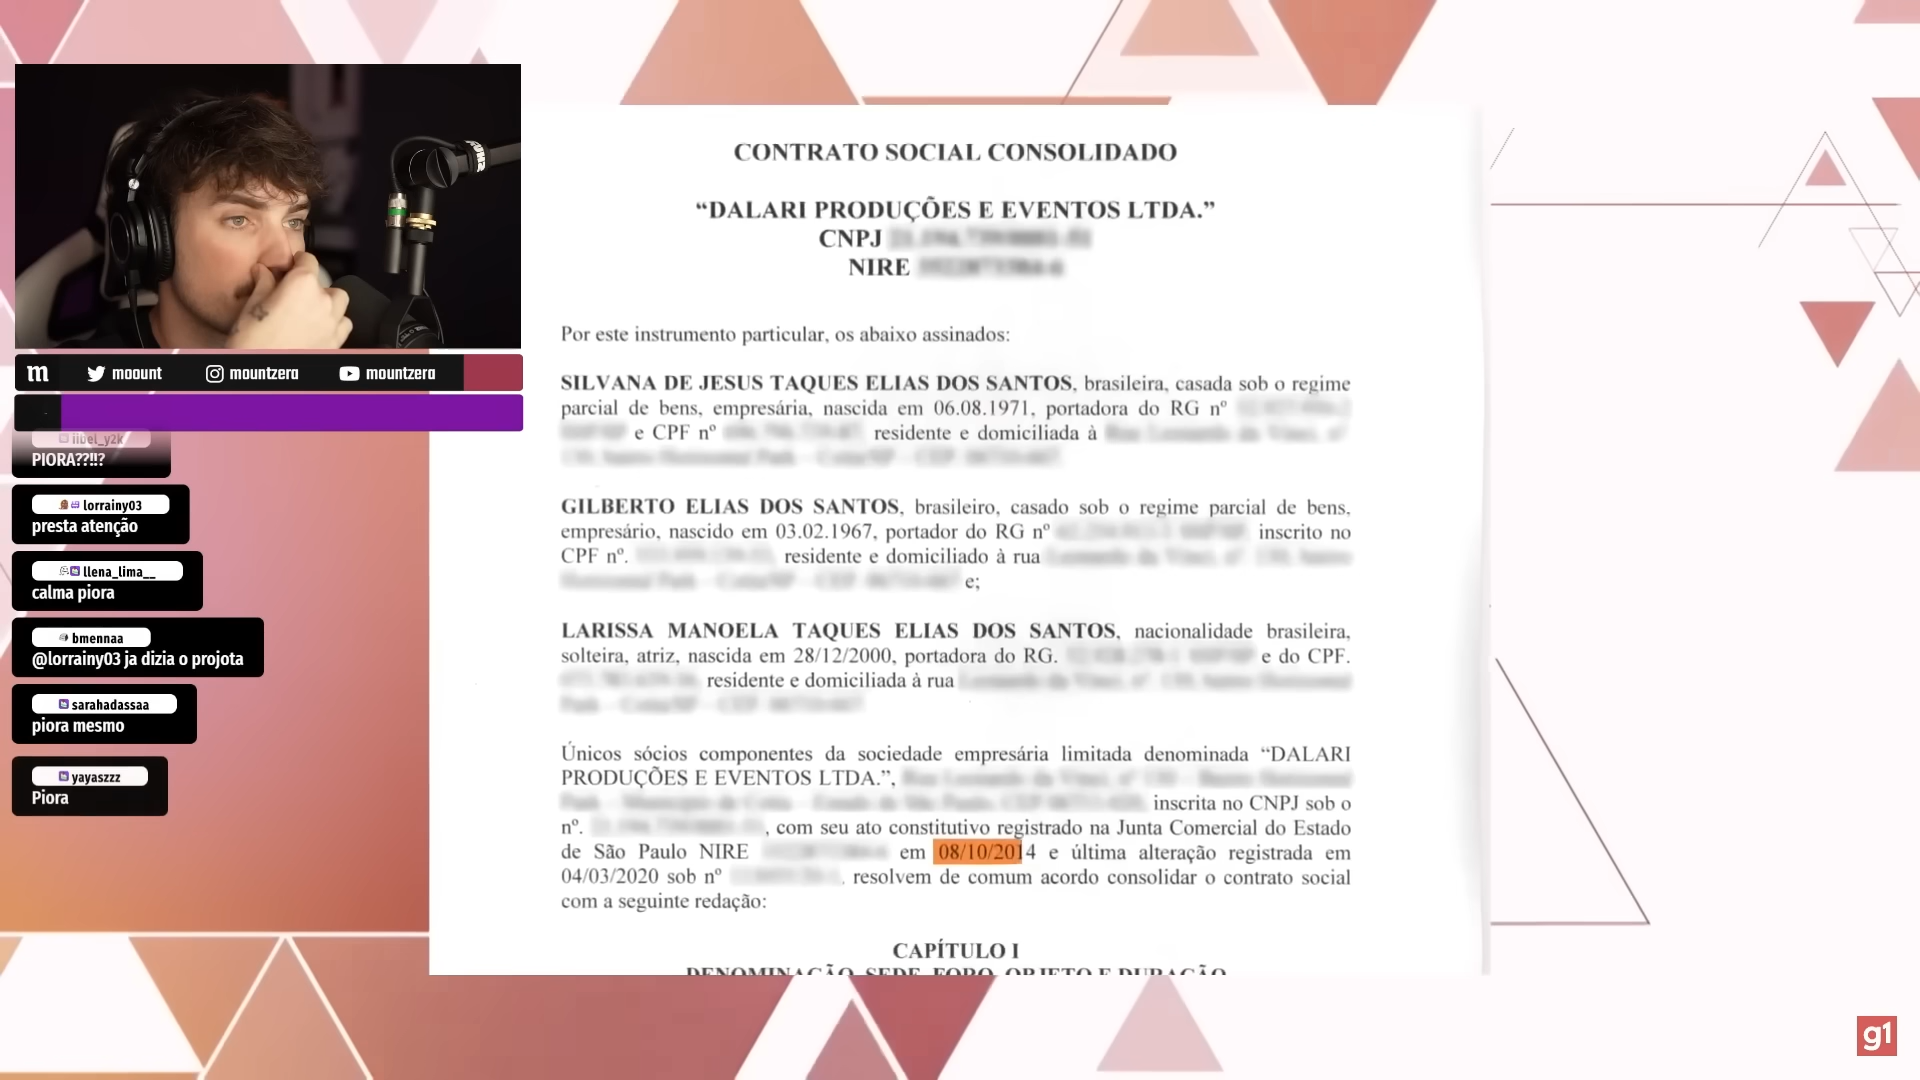 m moount mountzera mountzera
iibel_y2k
PIORA??!!?
lorrainy03
presta atenção
llena_lima__
calma piora
bmennaa
@lorrainy03 ja dizia o projota
sarahadassaa
piora mesmo
yayaszzz
Piora
CONTRATO SOCIAL CONSOLIDADO
“DALARI PRODUÇÕES E EVENTOS LTDA.”
CNPJ
NIRE
Por este instrumento particular, os abaixo assinados:
SILVANA DE JESUS TAQUES ELIAS DOS SANTOS, brasileira, casada sob o regime
parcial de bens, empresária, nascida em 06.08.1971, portadora do RG nº
e CPF nº residente e domiciliada à
GILBERTO ELIAS DOS SANTOS, brasileiro, casado sob o regime parcial de bens,
empresário, nascido em 03.02.1967, portador do RG nº inscrito no
CPF nº. , residente e domiciliado à rua
e;
LARISSA MANOELA TAQUES ELIAS DOS SANTOS, nacionalidade brasileira,
solteira, atriz, nascida em 28/12/2000, portadora do RG. e do CPF.
residente e domiciliada à rua
Únicos sócios componentes da sociedade empresária limitada denominada “DALARI
PRODUÇÕES E EVENTOS LTDA.”,
inscrita no CNPJ sob o
nº. , com seu ato constitutivo registrado na Junta Comercial do Estado
de São Paulo NIRE em 08/10/2014 e última alteração registrada em
04/03/2020 sob nº , resolvem de comum acordo consolidar o contrato social
com a seguinte redação:
CAPÍTULO I
DENOMINAÇÃO, SEDE, FORO, OBJETO E DURAÇÃO
g1